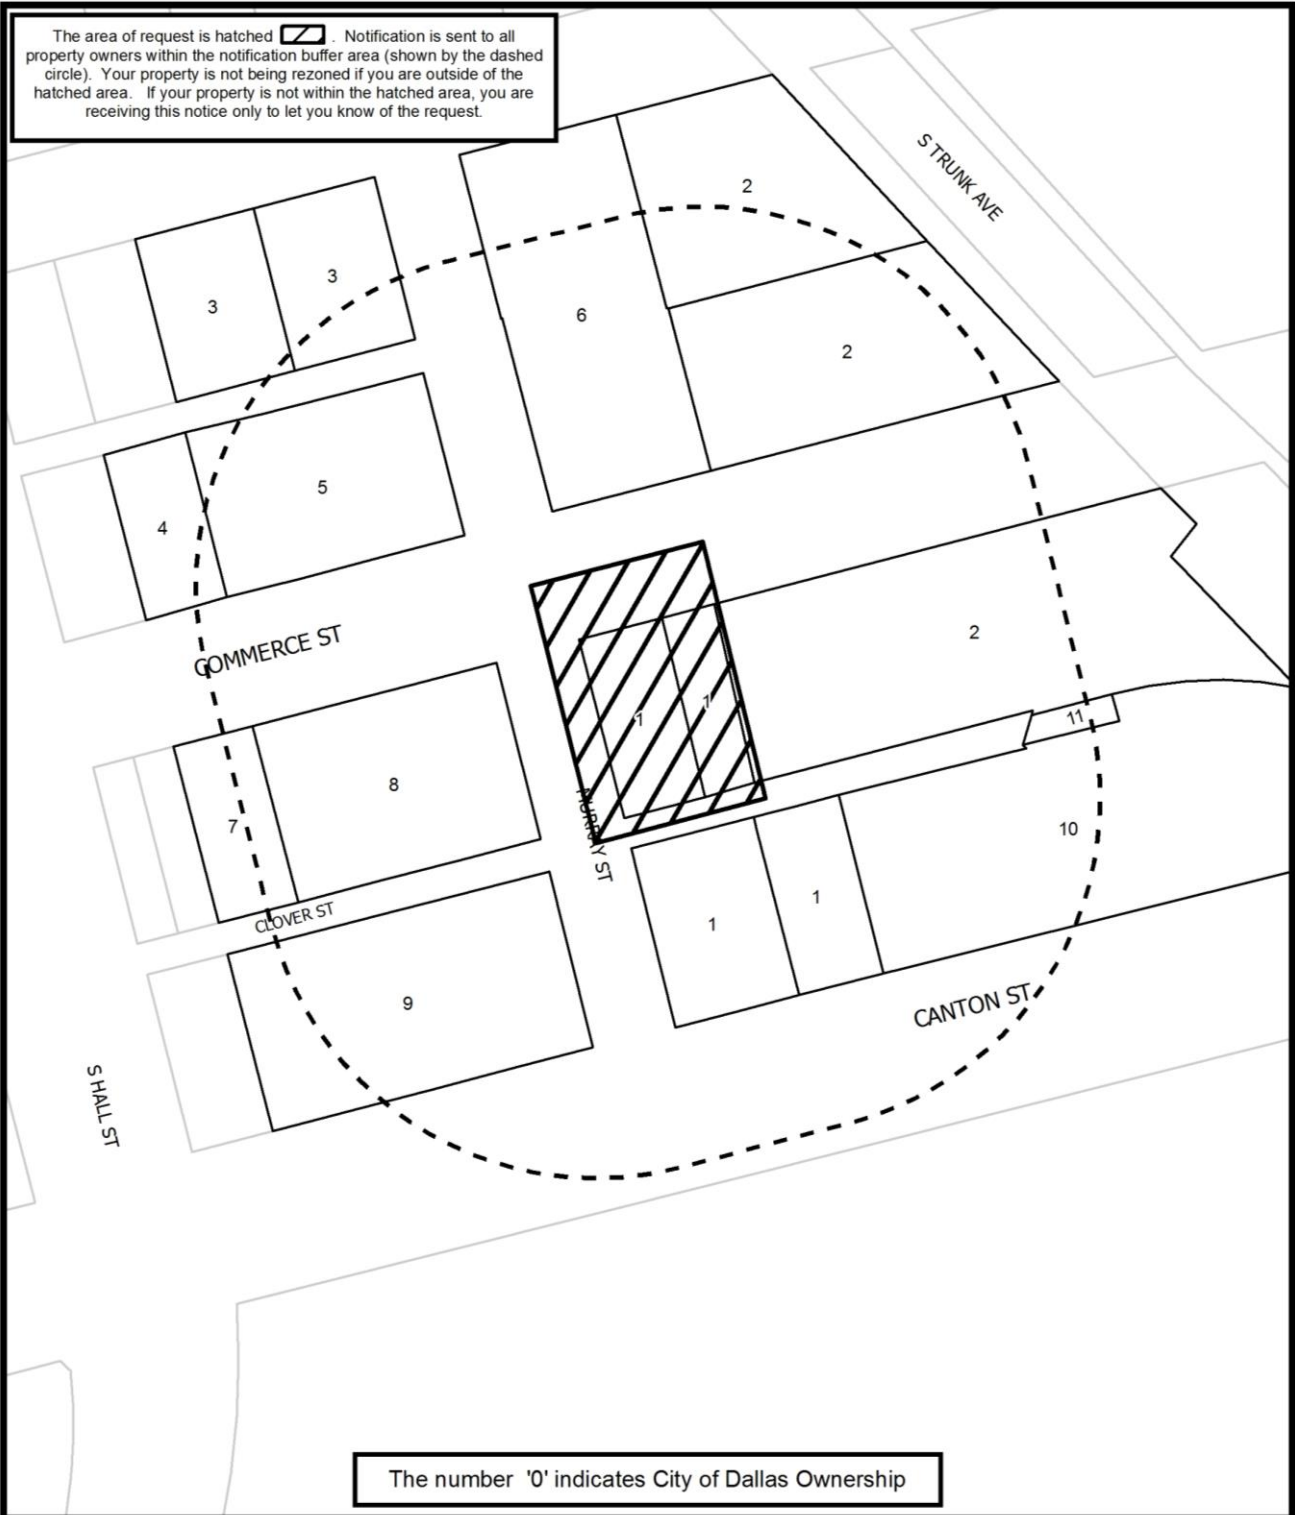 The area of request is hatched . Notification is sent to all
property owners within the notification buffer area (shown by the dashed
circle). Your property is not being rezoned if you are outside of the
hatched area. If your property is not within the hatched area, you are
receiving this notice only to let you know of the request.
S TRUNK AVE
2
3
3
6
2
5
4
COMMERCE ST
2
1
1
11
8
7
MURRAY ST
10
1
1
CLOVER ST
9
CANTON ST
S HALL ST
The number '0' indicates City of Dallas Ownership